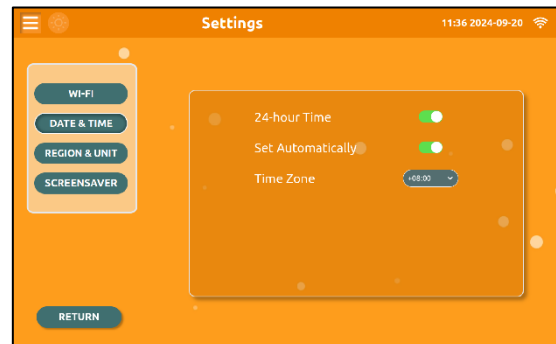 Settings
11:36 2024-09-20
WI-FI
DATE & TIME
REGION & UNIT
SCREENSAVER
24-hour Time
Set Automatically
Time Zone +08:00
RETURN